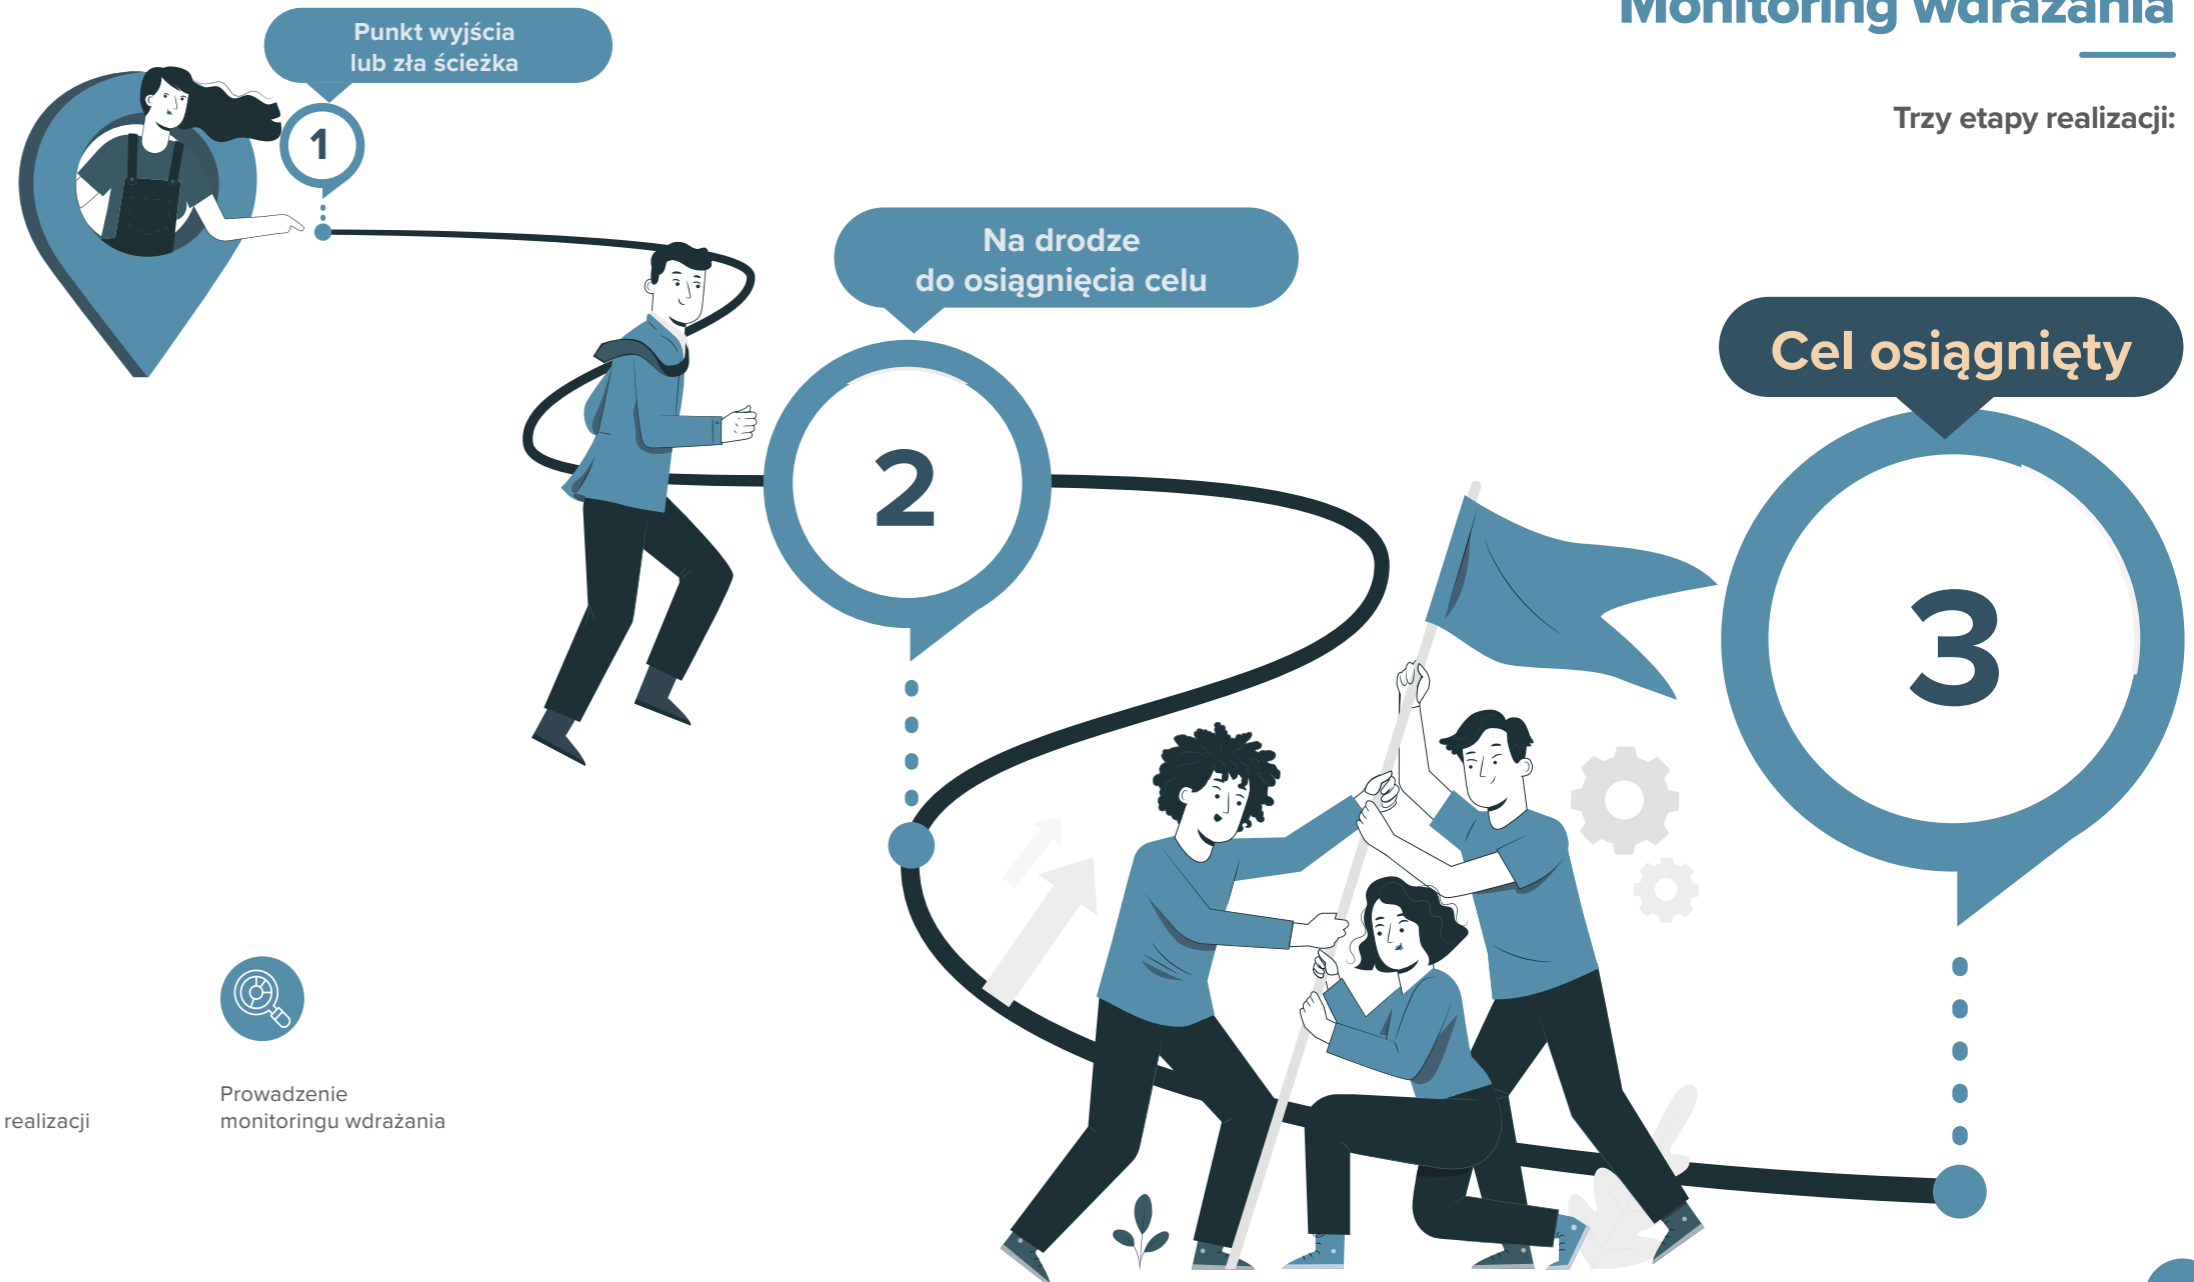 Monitoring wdrażania
Trzy etapy realizacji:
Punkt wyjścia
lub zła ścieżka
1
Na drodze
do osiągnięcia celu
2
Cel osiągnięty
3
realizacji
Prowadzenie
monitoringu wdrażania